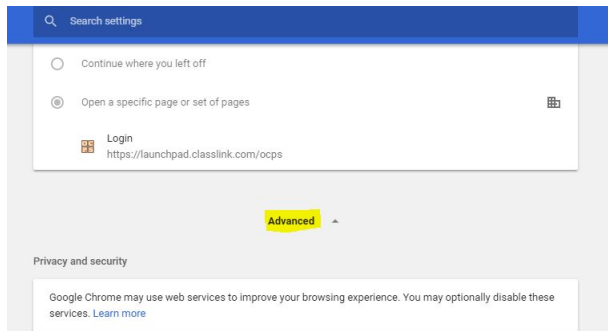 Search settings
Continue where you left off
Open a specific page or set of pages
Login
https://launchpad.classlink.com/ocps
Advanced
Privacy and security
Google Chrome may use web services to improve your browsing experience. You may optionally disable these
services. Learn more